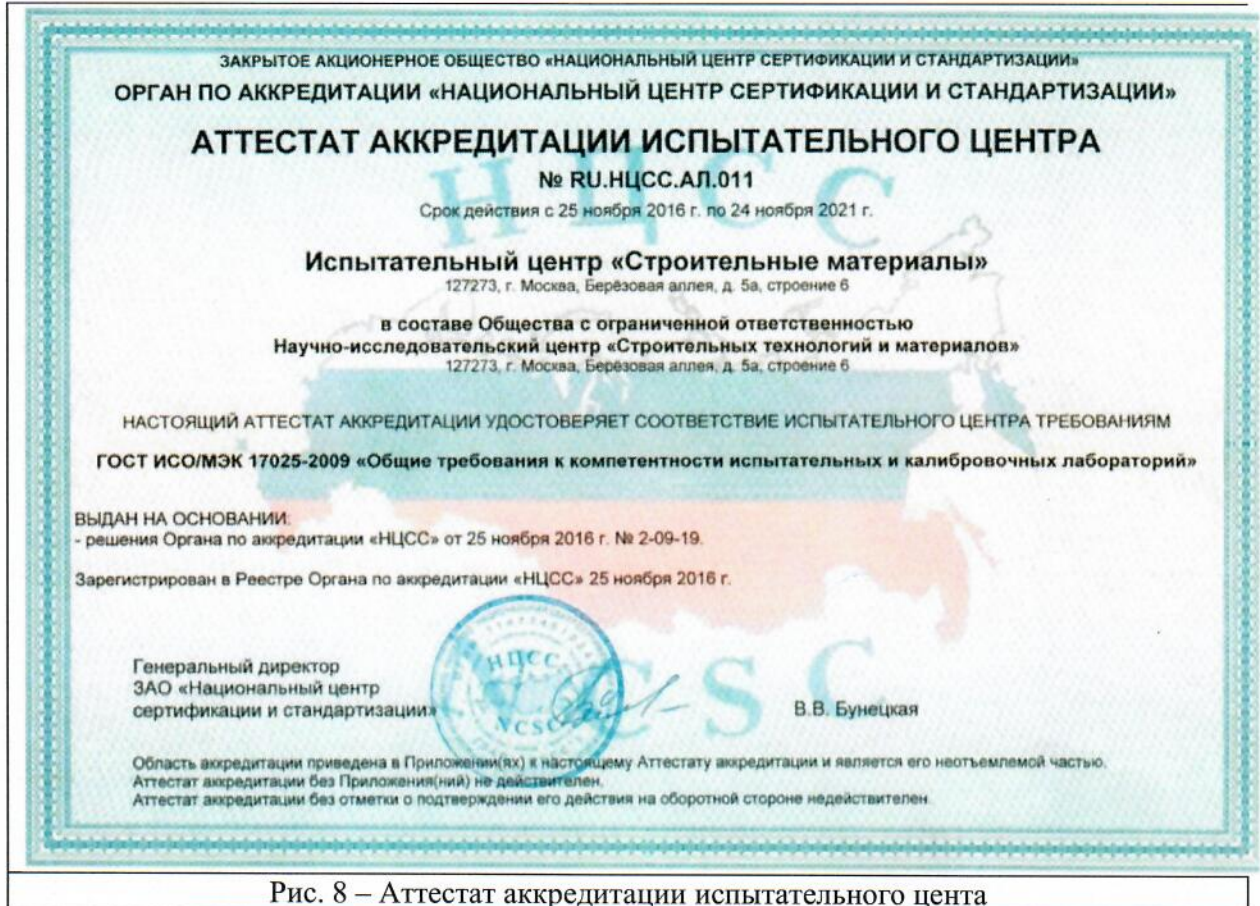 ЗАКРЫТОЕ АКЦИОНЕРНОЕ ОБЩЕСТВО «НАЦИОНАЛЬНЫЙ ЦЕНТР СЕРТИФИКАЦИИ И СТАНДАРТИЗАЦИИ»
ОРГАН ПО АККРЕДИТАЦИИ «НАЦИОНАЛЬНЫЙ ЦЕНТР СЕРТИФИКАЦИИ И СТАНДАРТИЗАЦИИ»
АТТЕСТАТ АККРЕДИТАЦИИ ИСПЫТАТЕЛЬНОГО ЦЕНТРА
НЦСС
№ RU.НЦСС.АЛ.011
Срок действия с 25 ноября 2016 г. по 24 ноября 2021 г.
Испытательный центр «Строительные материалы»
127273, г. Москва, Берёзовая аллея, д. 5а, строение 6
в составе Общества с ограниченной ответственностью
Научно-исследовательский центр «Строительных технологий и материалов»
127273, г. Москва, Берёзовая аллея, д. 5а, строение 6
НАСТОЯЩИЙ АТТЕСТАТ АККРЕДИТАЦИИ УДОСТОВЕРЯЕТ СООТВЕТСТВИЕ ИСПЫТАТЕЛЬНОГО ЦЕНТРА ТРЕБОВАНИЯМ
ГОСТ ИСО/МЭК 17025-2009 «Общие требования к компетентности испытательных и калибровочных лабораторий»
ВЫДАН НА ОСНОВАНИИ:
- решения Органа по аккредитации «НЦСС» от 25 ноября 2016 г. № 2-09-19.
Зарегистрирован в Реестре Органа по аккредитации «НЦСС» 25 ноября 2016 г.
Генеральный директор
ЗАО «Национальный центр
сертификации и стандартизации»
НЦСС
NCSC
CSC
В.В. Бунецкая
Область аккредитации приведена в Приложении(ях) к настоящему Аттестату аккредитации и является его неотъемлемой частью.
Аттестат аккредитации без Приложения(ний) не действителен.
Аттестат аккредитации без отметки о подтверждении его действия на оборотной стороне недействителен.
Рис. 8 – Аттестат аккредитации испытательного цента